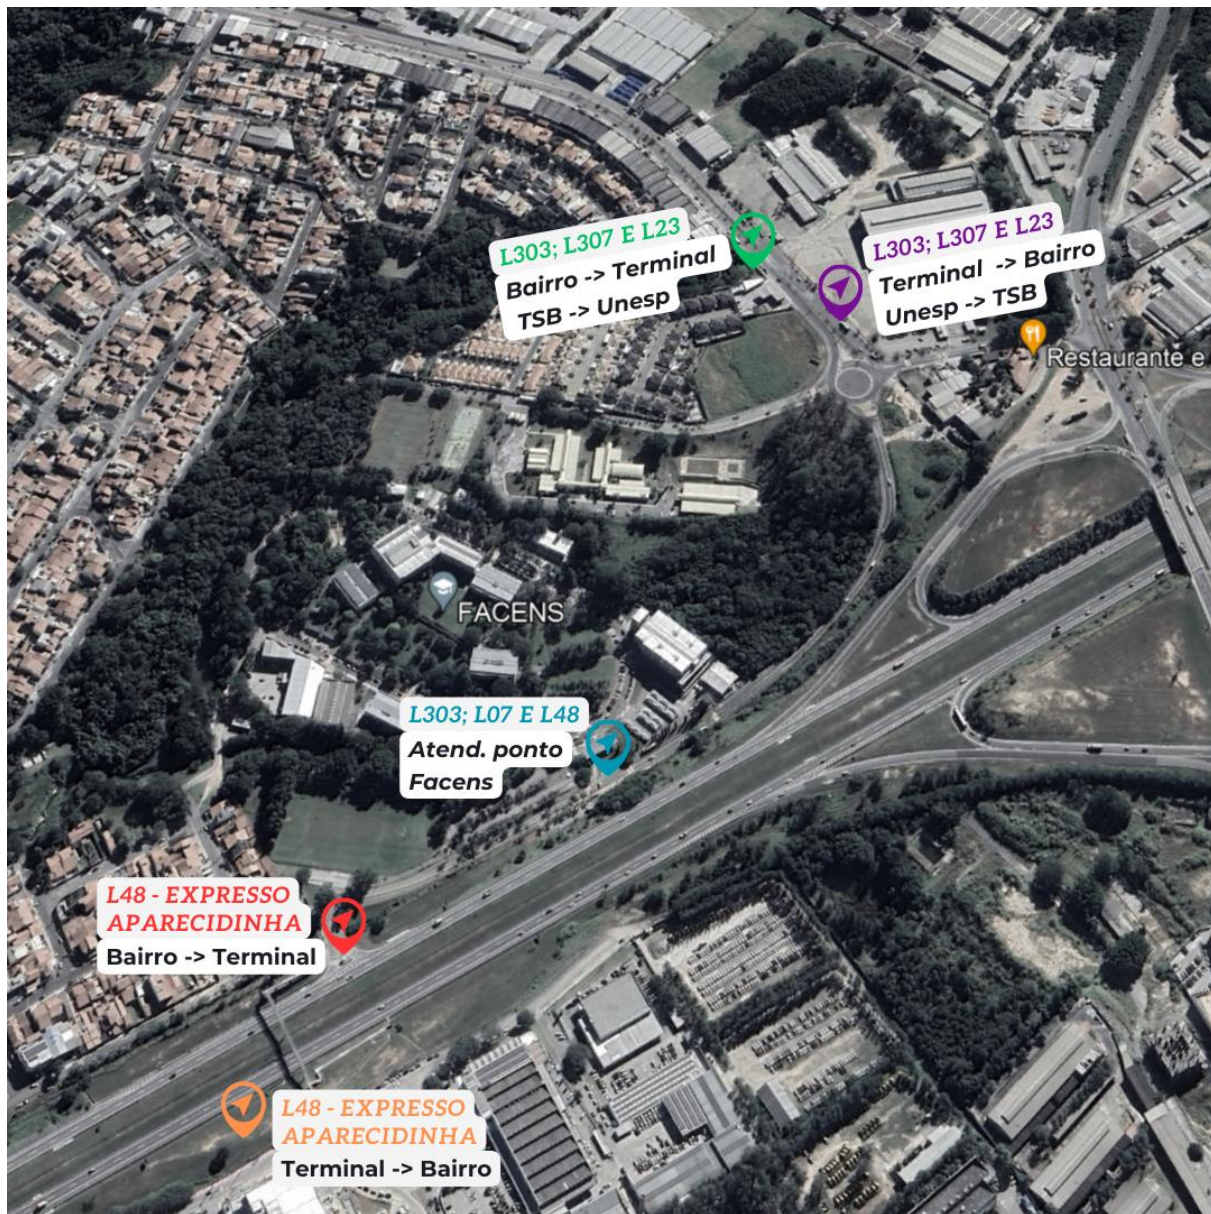 L303; L307 E L23
Bairro -> Terminal
TSB -> Unesp
L303; L307 E L23
Terminal -> Bairro
Unesp -> TSB
Restaurante e
FACENS
L303; L07 E L48
Atend. ponto
Facens
L48 - EXPRESSO
APARECIDINHA
Bairro -> Terminal
L48 - EXPRESSO
APARECIDINHA
Terminal -> Bairro